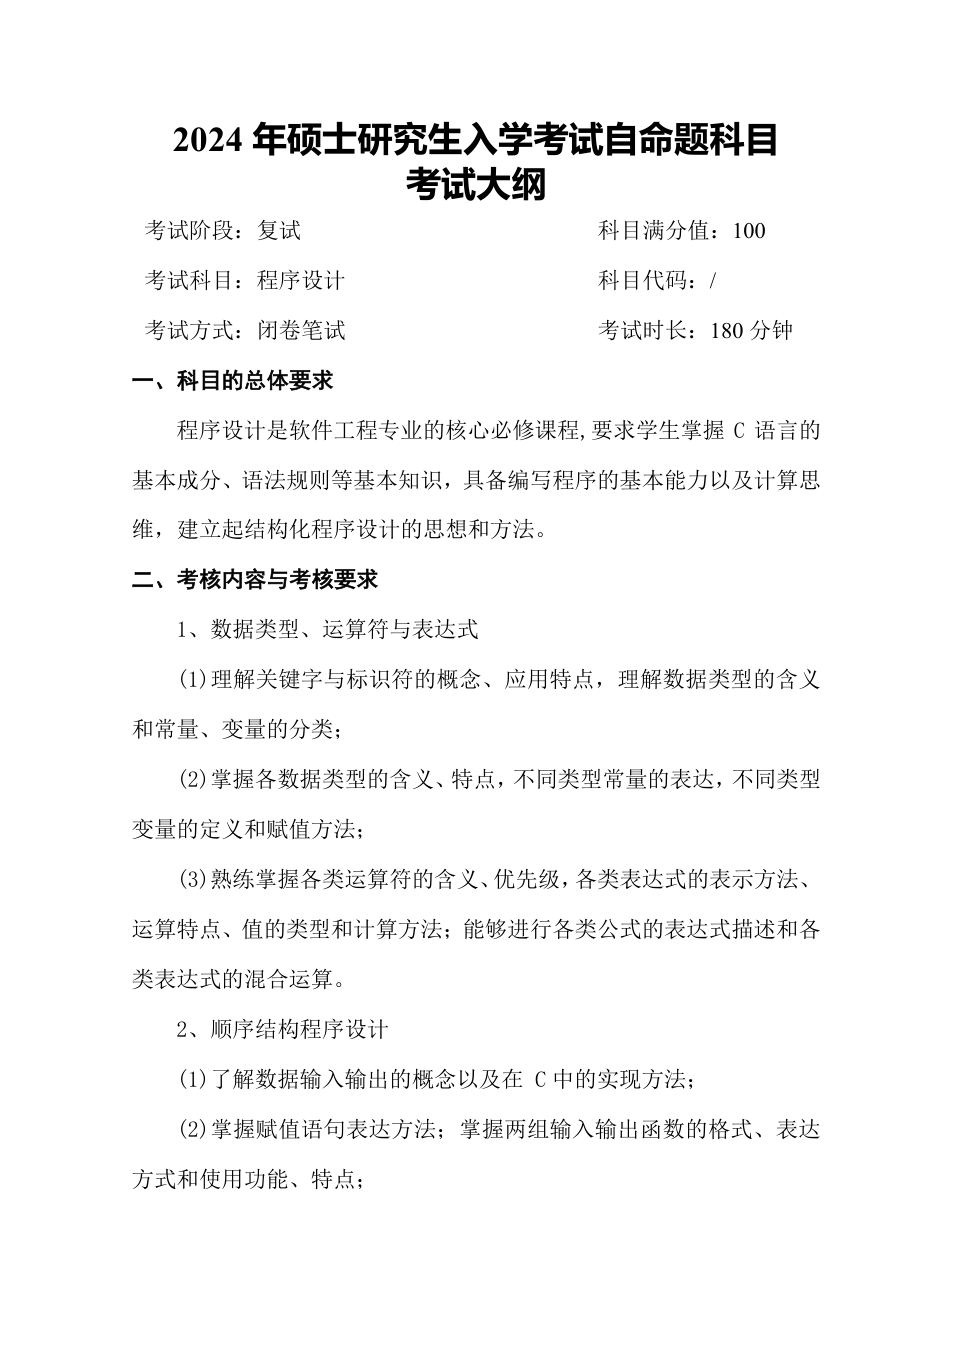 2024 年硕士研究生入学考试自命题科目
考试大纲
考试阶段：复试 科目满分值：100
考试科目：程序设计 科目代码：/
考试方式：闭卷笔试 考试时长：180 分钟
一、科目的总体要求
程序设计是软件工程专业的核心必修课程,要求学生掌握 C 语言的
基本成分、语法规则等基本知识，具备编写程序的基本能力以及计算思
维，建立起结构化程序设计的思想和方法。
二、考核内容与考核要求
1、数据类型、运算符与表达式
(1)理解关键字与标识符的概念、应用特点，理解数据类型的含义
和常量、变量的分类；
(2)掌握各数据类型的含义、特点，不同类型常量的表达，不同类型
变量的定义和赋值方法；
(3)熟练掌握各类运算符的含义、优先级，各类表达式的表示方法、
运算特点、值的类型和计算方法；能够进行各类公式的表达式描述和各
类表达式的混合运算。
2、顺序结构程序设计
(1)了解数据输入输出的概念以及在 C 中的实现方法；
(2)掌握赋值语句表达方法；掌握两组输入输出函数的格式、表达
方式和使用功能、特点；